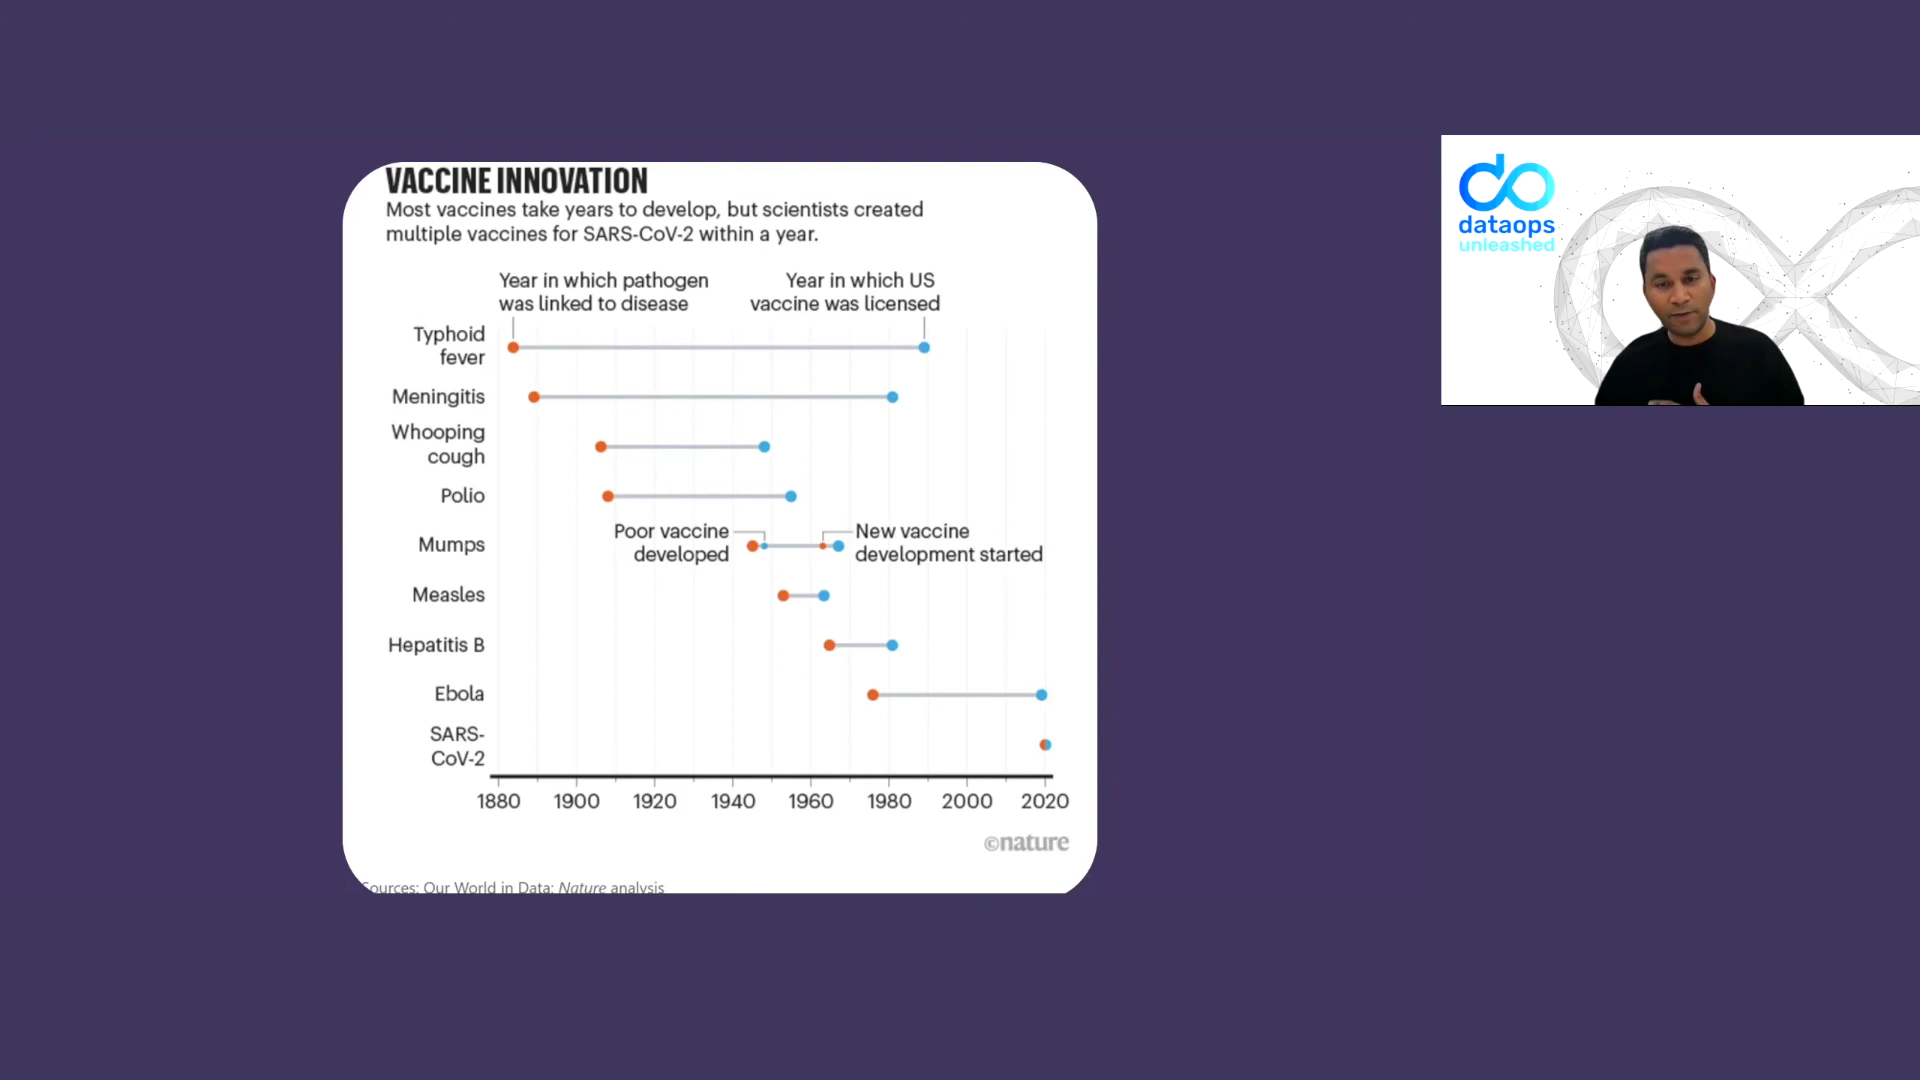 VACCINE INNOVATION
Most vaccines take years to develop, but scientists created
multiple vaccines for SARS-CoV-2 within a year.
Year in which pathogen
was linked to disease
Year in which US
vaccine was licensed
Typhoid
fever
Meningitis
Whooping
cough
Polio
Mumps
Poor vaccine
developed
New vaccine
development started
Measles
Hepatitis B
Ebola
SARS-
CoV-2
1880 1900 1920 1940 1960 1980 2000 2020
©nature
Sources: Our World in Data; Nature analysis
do
dataops
unleashed